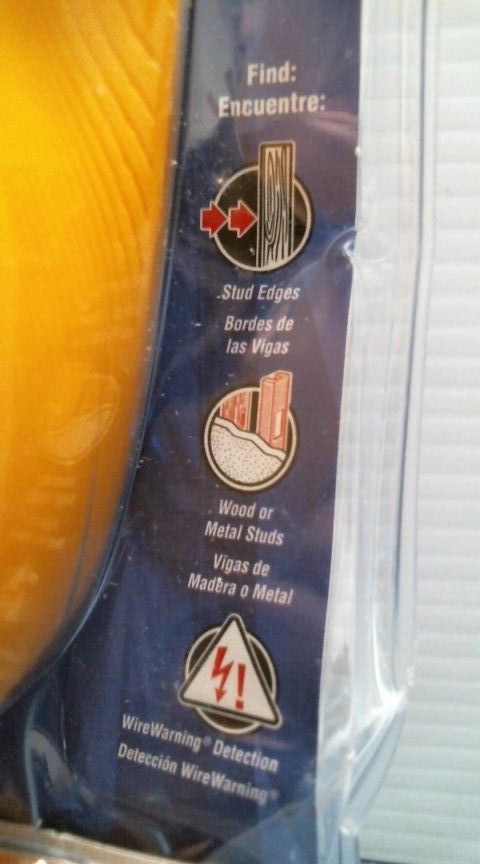 Find:
Encuentre:
Stud Edges
Bordes de
las Vigas
Wood or
Metal Studs
Vigas de
Madera o Metal
!
WireWarning® Detection
Detección WireWarning®